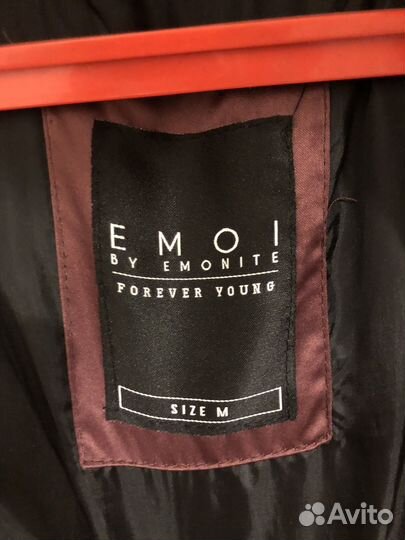 EMOI
BY EMONITE
FOREVER YOUNG
SIZE M
Avito